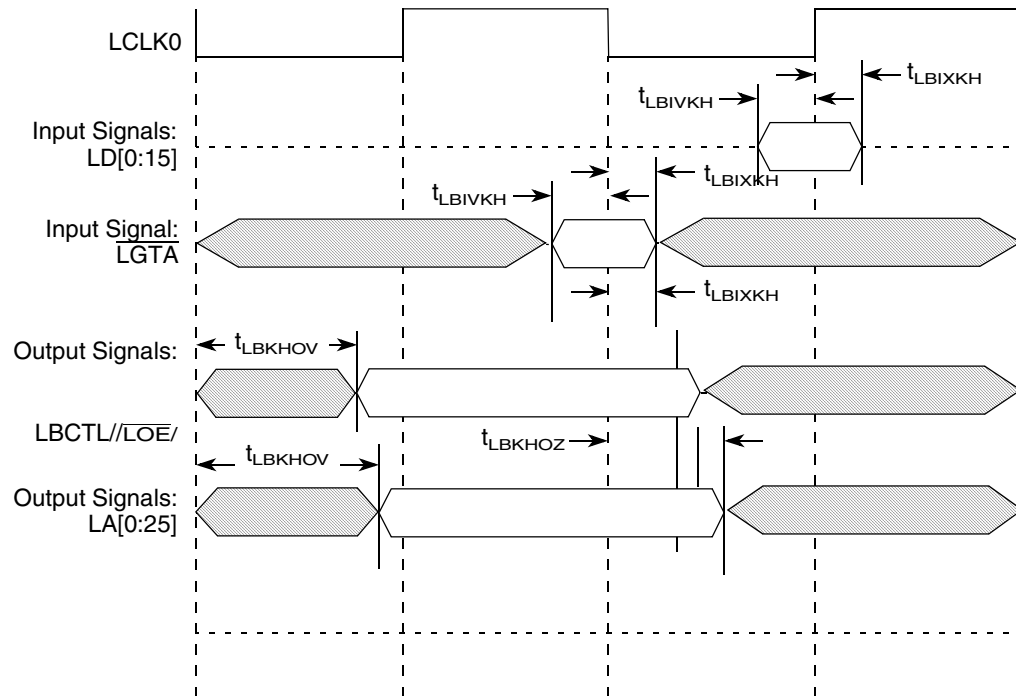 LCLK0
tLBIXKH
tLBIVKH
Input Signals:
LD[0:15]
tLBIXKH
tLBIVKH
Input Signal:
LGTA
tLBIXKH
tLBKHOV
Output Signals:
tLBKHOZ
LBCTL//LOE/
tLBKHOV
Output Signals:
LA[0:25]